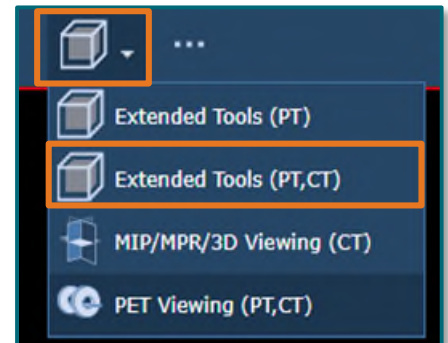 Extended Tools (PT)
Extended Tools (PT,CT)
MIP/MPR/3D Viewing (CT)
PET Viewing (PT,CT)